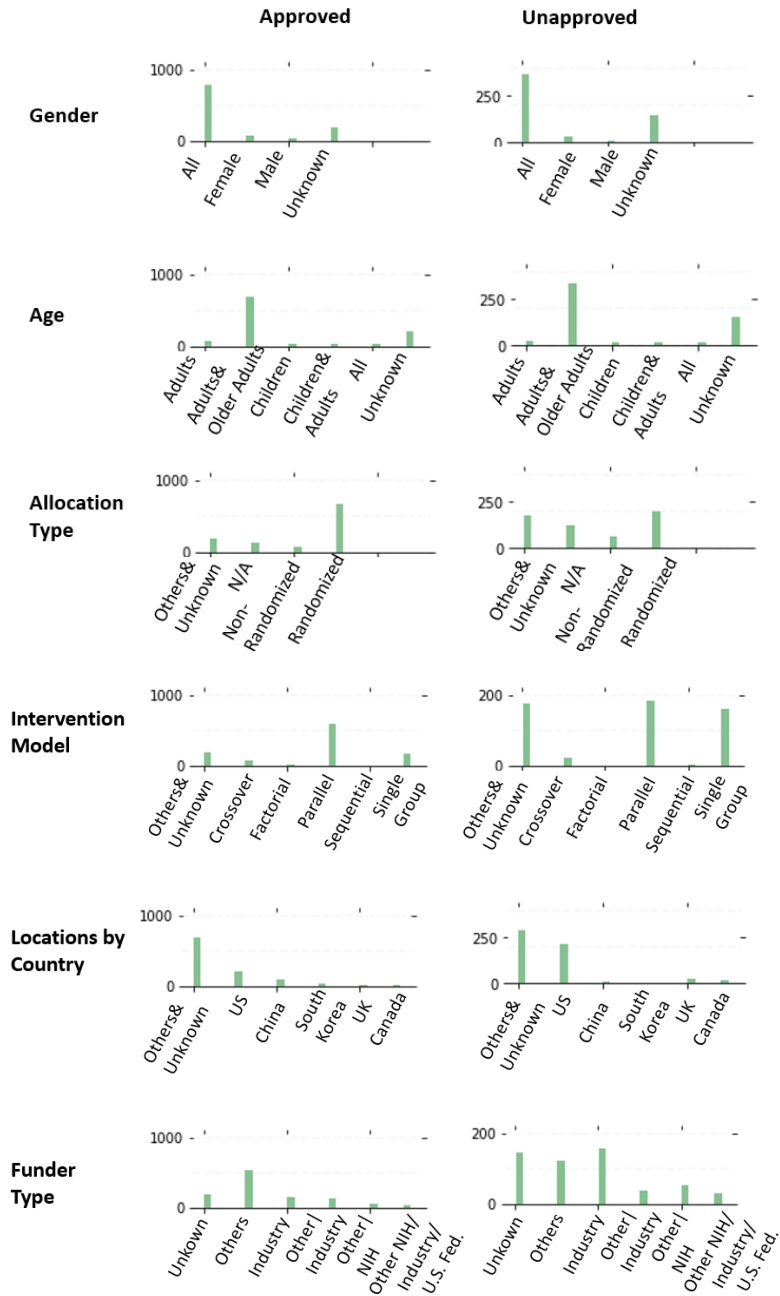 Approved
Unapproved
Gender
1000
0
All
Female
Male
Unknown
250
0
All
Female
Male
Unknown
Age
1000
0
Adults
Adults&
Older Adults
Children
Children&
Adults
All
Unknown
250
0
Adults
Adults&
Older Adults
Children
Children&
Adults
All
Unknown
Allocation
Type
1000
0
Others&
Unknown
N/A
Non-
Randomized
Randomized
250
0
Others&
Unknown
N/A
Non-
Randomized
Randomized
Intervention
Model
1000
0
Others&
Unknown
Crossover
Factorial
Parallel
Sequential
Single
Group
200
0
Others&
Unknown
Crossover
Factorial
Parallel
Sequential
Single
Group
Locations by
Country
1000
0
Others&
Unknown
US
China
South
Korea
UK
Canada
250
0
Others&
Unknown
US
China
South
Korea
UK
Canada
Funder
Type
1000
0
Unkown
Others
Industry
Other|
Industry
Other|
NIH
Other NIH/
Industry/
U.S. Fed.
200
0
Unkown
Others
Industry
Other|
Industry
Other|
NIH
Other NIH/
Industry/
U.S. Fed.